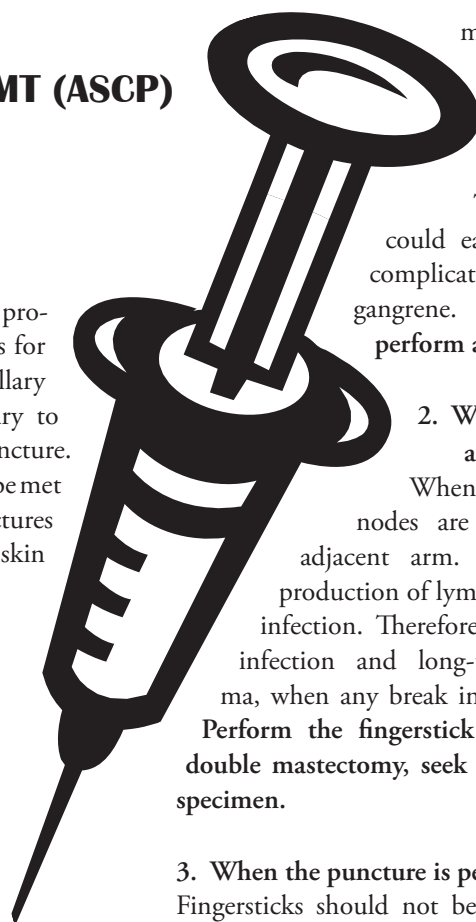 MT (ASCP)
pro-
s for
llary
ry to
ncture.
be met
ctures
skin
m
could ea
complicat
gangrene.
perform a
2. W
a
When
nodes are
adjacent arm.
production of lym
infection. Therefore
infection and long-
ma, when any break in
Perform the fingerstick
double mastectomy, seek
specimen.
3. When the puncture is pe
Fingersticks should not be